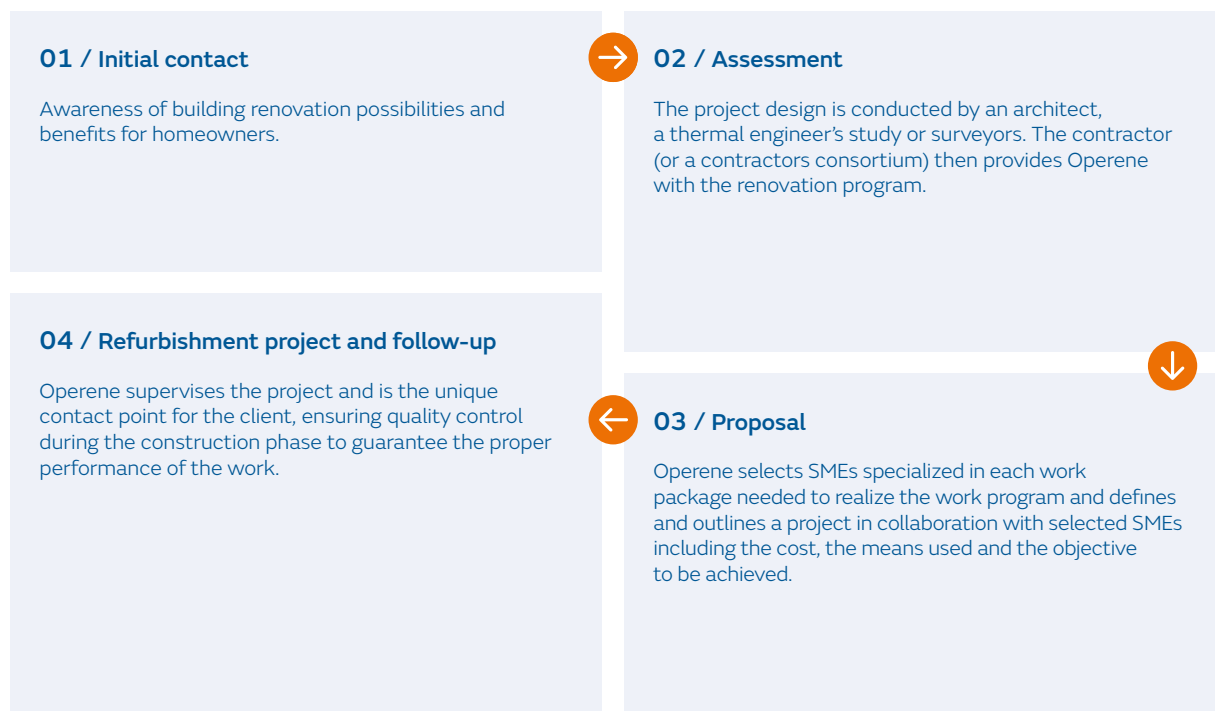 01 / Initial contact
Awareness of building renovation possibilities and
benefits for homeowners.
02 / Assessment
The project design is conducted by an architect,
a thermal engineer’s study or surveyors. The contractor
(or a contractors consortium) then provides Operene
with the renovation program.
03 / Proposal
Operene selects SMEs specialized in each work
package needed to realize the work program and defines
and outlines a project in collaboration with selected SMEs
including the cost, the means used and the objective
to be achieved.
04 / Refurbishment project and follow-up
Operene supervises the project and is the unique
contact point for the client, ensuring quality control
during the construction phase to guarantee the proper
performance of the work.